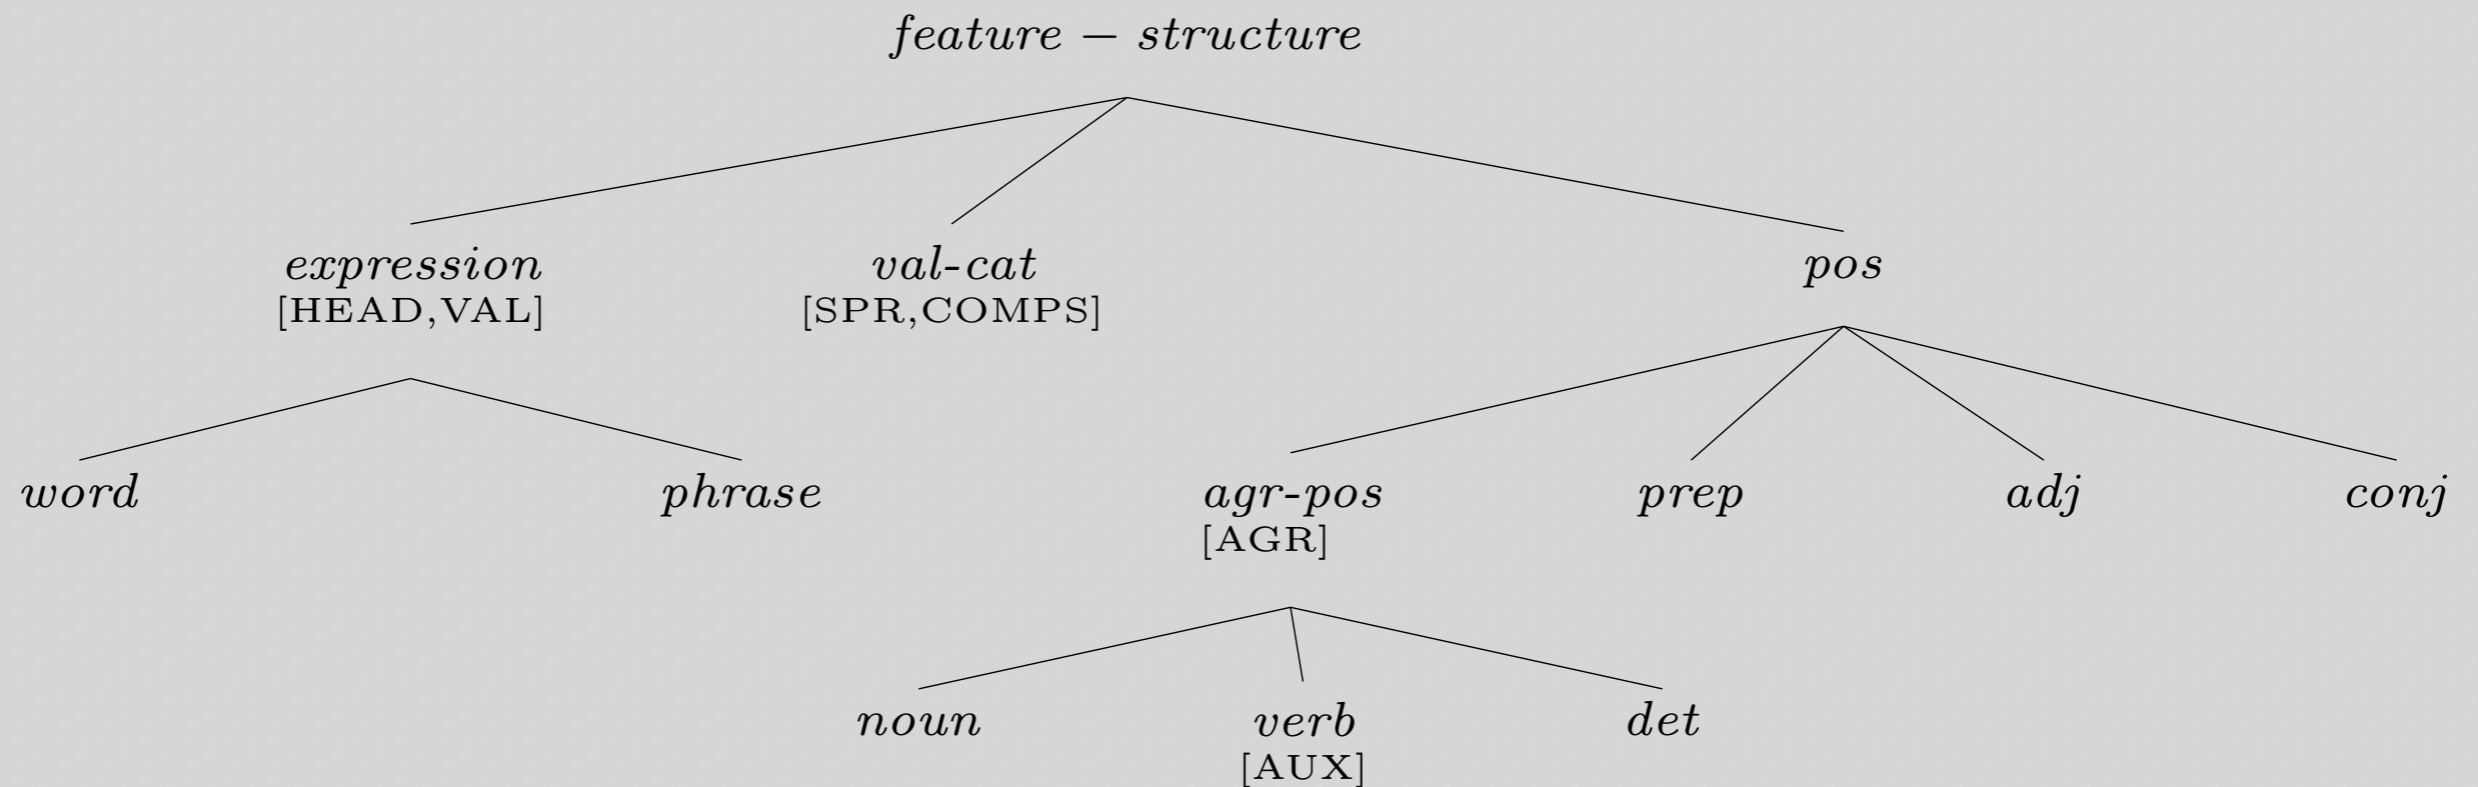 feature – structure
expression val-cat pos
[HEAD,VAL] [SPR,COMPS]
word phrase agr-pos prep adj conj
[AGR]
noun verb det
[AUX]